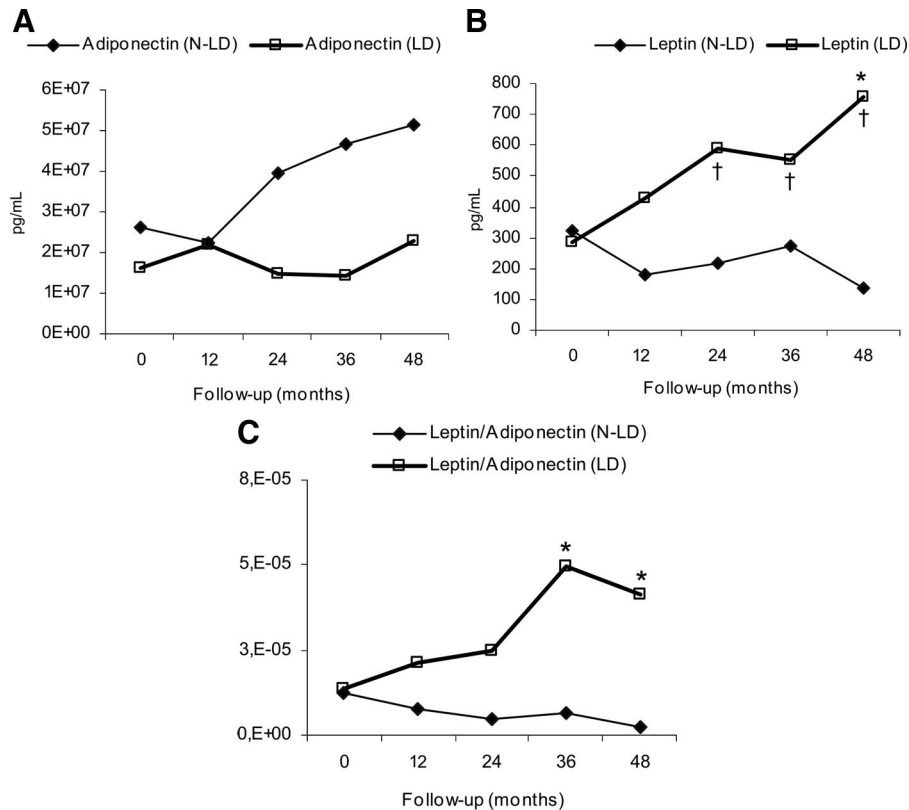 A
Adiponectin (N-LD) Adiponectin (LD)
6E+07
5E+07
4E+07
3E+07
2E+07
1E+07
0E+00
pg/mL
0 12 24 36 48
Follow-up (months)
B
Leptin (N-LD) Leptin (LD)
800
700
600
500
400
300
200
100
0
pg/mL
*
†
†
†
0 12 24 36 48
Follow-up (months)
C
Leptin/Adiponectin (N-LD)
Leptin/Adiponectin (LD)
8,E-05
5,E-05
3,E-05
0,E+00
*
*
0 12 24 36 48
Follow-up (months)